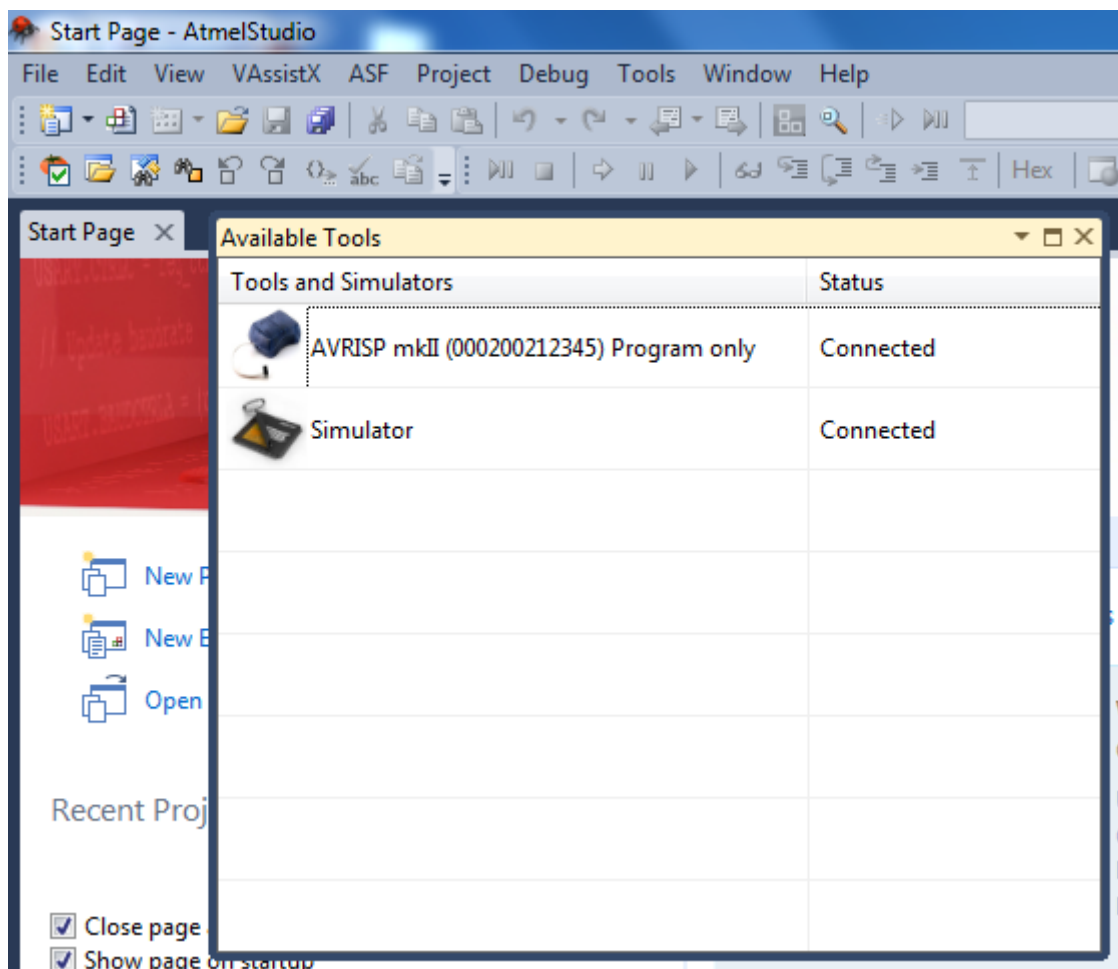 Start Page - AtmelStudio
File Edit View VAssistX ASF Project Debug Tools Window Help
Hex
Start Page
Available Tools
Tools and Simulators Status
AVRISP mkII (000200212345) Program only Connected
Simulator Connected
New P
New E
Open
Recent Proj
Close page
Show page on startup